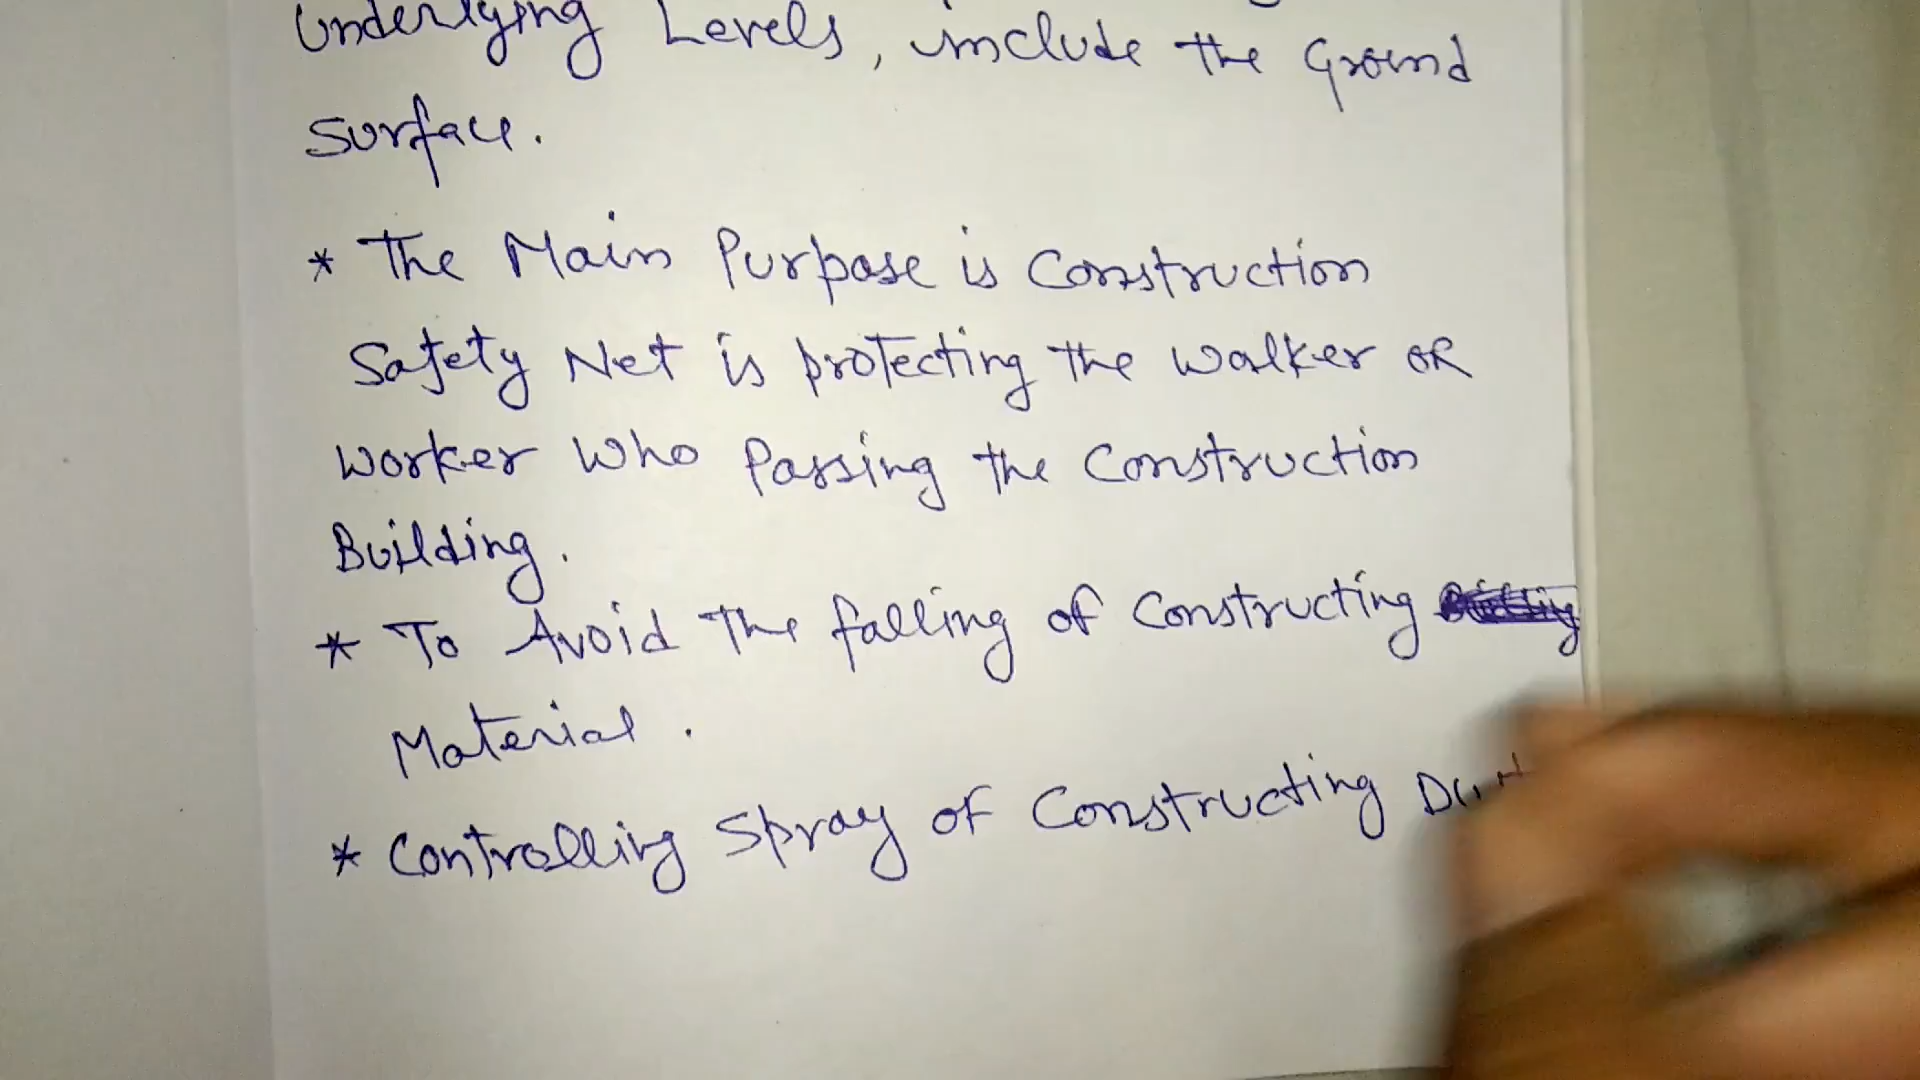 Underlying Levels, include the Ground
Surface.
* The Main Purpose is Construction
Safety Net is protecting the walker OR
worker who Passing the Construction
Building.
* To Avoid The falling of Constructing
Material.
* Controlling Spray of Constructing